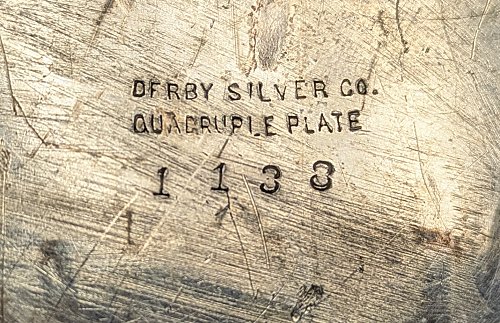 DERBY SILVER CO.
QUADRUPLE PLATE
1138